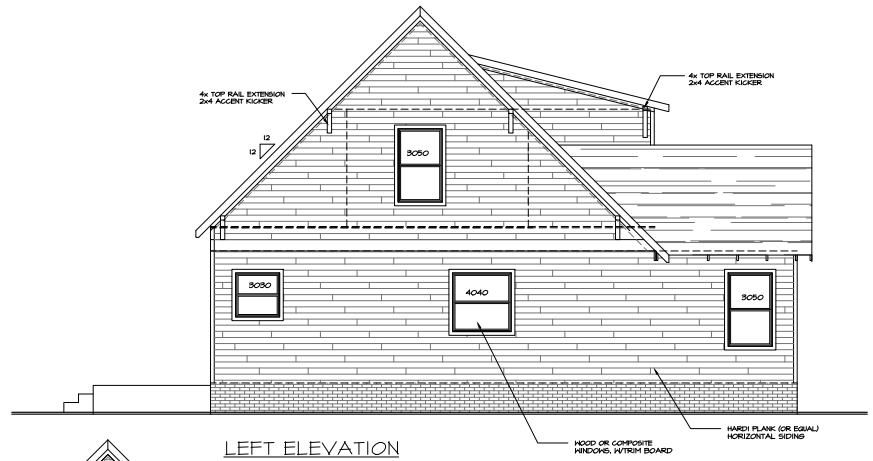 4x TOP RAIL EXTENSION
2x4 ACCENT KICKER
4x TOP RAIL EXTENSION
2x4 ACCENT KICKER
12
12
3050
3030
4040
3050
HARDI PLANK (OR EQUAL)
HORIZONTAL SIDING
WOOD OR COMPOSITE
WINDOWS, W/TRIM BOARD
LEFT ELEVATION